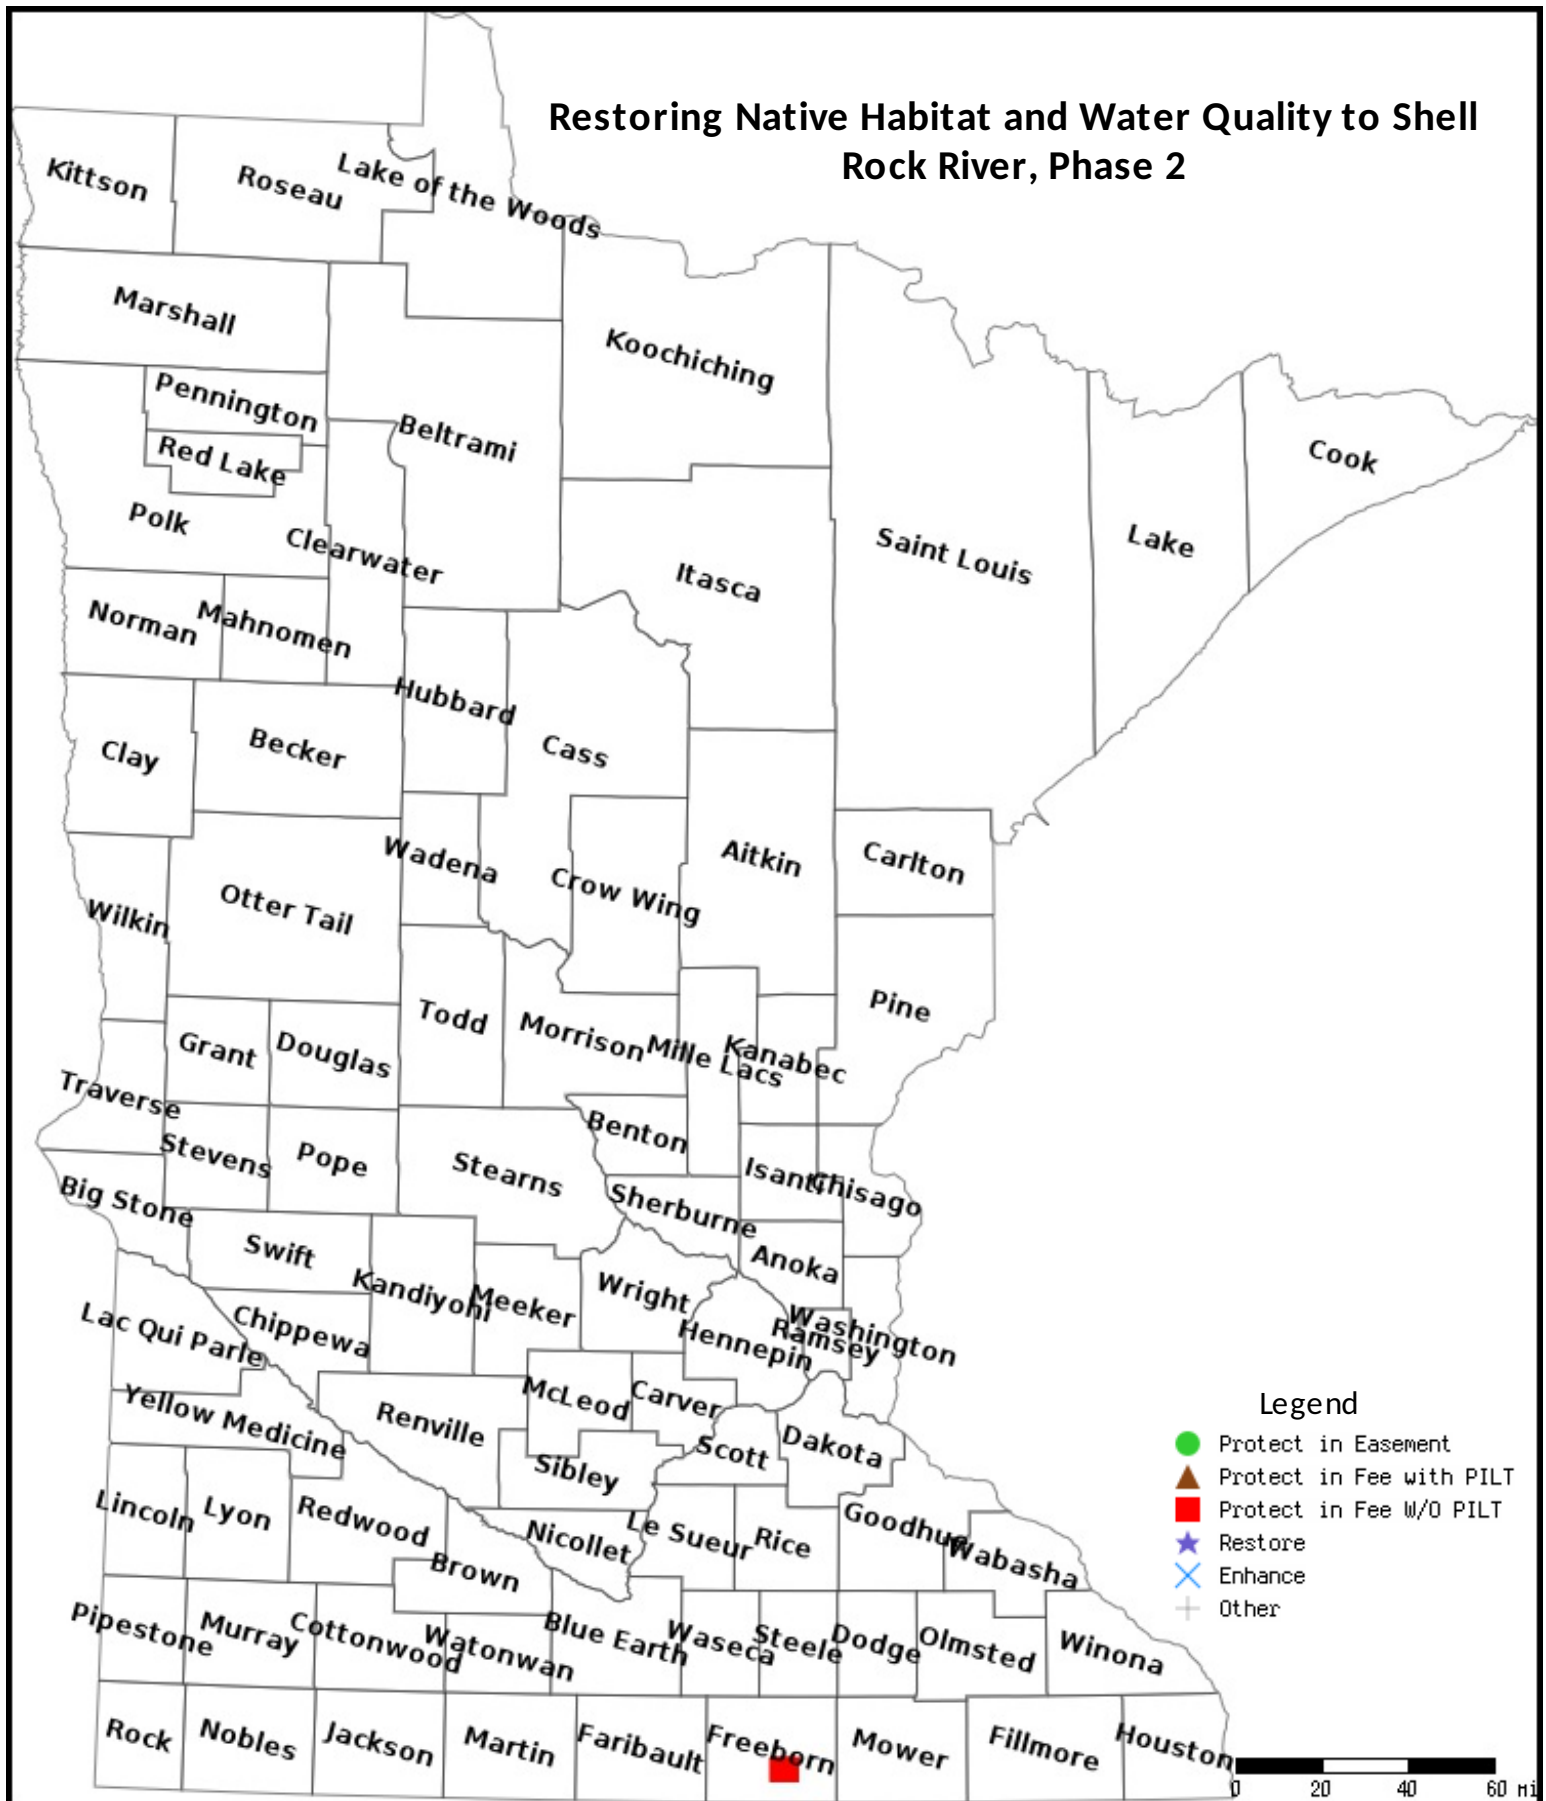 Restoring Native Habitat and Water Quality to Shell
Rock River, Phase 2
Kittson
Roseau
Lake of the Woods
Marshall
Koochiching
Pennington
Beltrami
Red Lake
Cook
Polk
Clearwater
Saint Louis
Lake
Itasca
Norman
Mahnomen
Hubbard
Clay
Becker
Cass
Wadena
Aitkin
Carlton
Crow Wing
Otter Tail
Wilkin
Pine
Todd
Morrison
Mille Lacs
Kanabec
Grant
Douglas
Traverse
Benton
Stevens
Pope
Stearns
Isanti
Chisago
Big Stone
Sherburne
Swift
Anoka
Kandiyohi
Meeker
Wright
Washington
Ramsey
Hennepin
Lac Qui Parle
Chippewa
McLeod
Carver
Yellow Medicine
Renville
Scott
Dakota
Sibley
Lincoln
Lyon
Redwood
Nicollet
Le Sueur
Rice
Goodhue
Wabasha
Brown
Pipestone
Murray
Cottonwood
Watonwan
Blue Earth
Waseca
Steele
Dodge
Olmsted
Winona
Rock
Nobles
Jackson
Martin
Faribault
Freeborn
Mower
Fillmore
Houston
Legend
Protect in Easement
Protect in Fee with PILT
Protect in Fee W/O PILT
Restore
Enhance
Other
0 20 40 60 mi